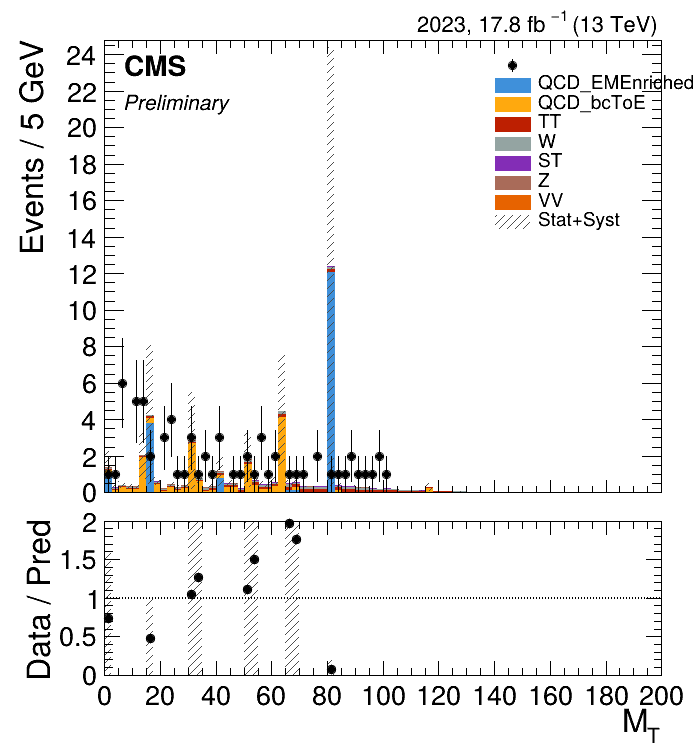 2023, 17.8 fb⁻¹ (13 TeV)
CMS
Preliminary
Events / 5 GeV
24
22
20
18
16
14
12
10
8
6
4
2
0
QCD_EMEnriched
QCD_bcToE
TT
W
ST
Z
VV
Stat+Syst
Data / Pred
2
1.5
1
0.5
0
0 20 40 60 80 100 120 140 160 180 200
M_T